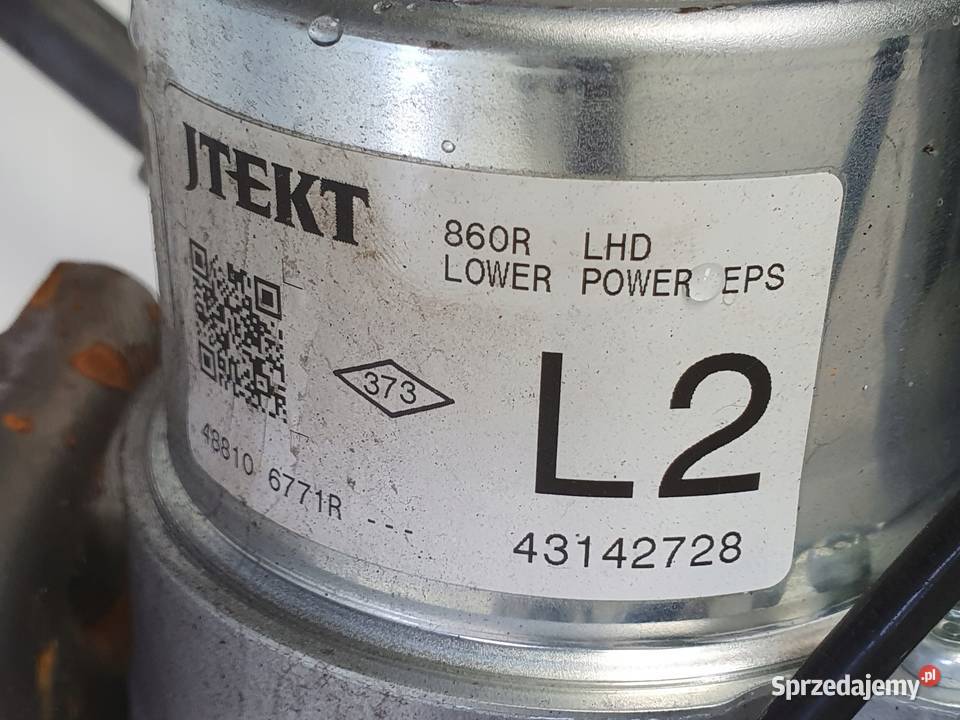 JTEKT
860R LHD
LOWER POWER EPS
373
L2
48810 6771R ---
43142728
Sprzedajemy.pl